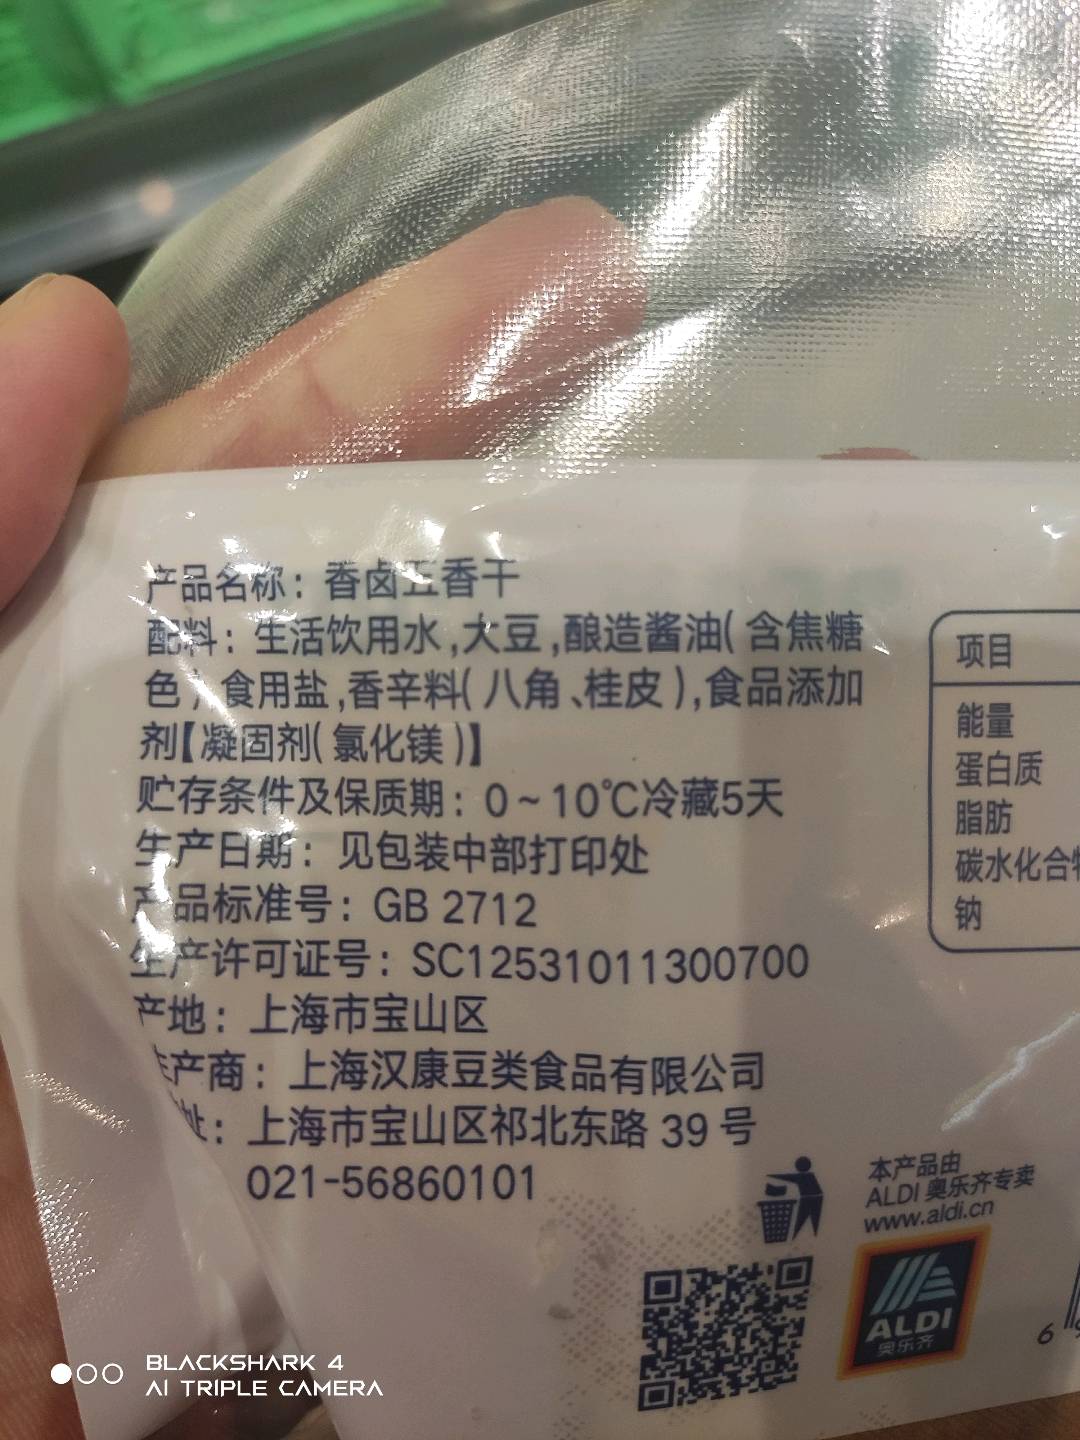 产品名称：香卤五香干
配料：生活饮用水,大豆,酿造酱油(含焦糖
色),食用盐,香辛料(八角、桂皮),食品添加
剂【凝固剂(氯化镁)】
贮存条件及保质期：0~10℃冷藏5天
生产日期：见包装中部打印处
产品标准号：GB 2712
生产许可证号：SC12531011300700
产地：上海市宝山区
生产商：上海汉康豆类食品有限公司
址：上海市宝山区祁北东路 39 号
021-56860101
项目
能量
蛋白质
脂肪
碳水化合物
钠
本产品由
ALDI 奥乐齐专卖
www.aldi.cn
ALDI
奥乐齐
6
BLACKSHARK 4
AI TRIPLE CAMERA